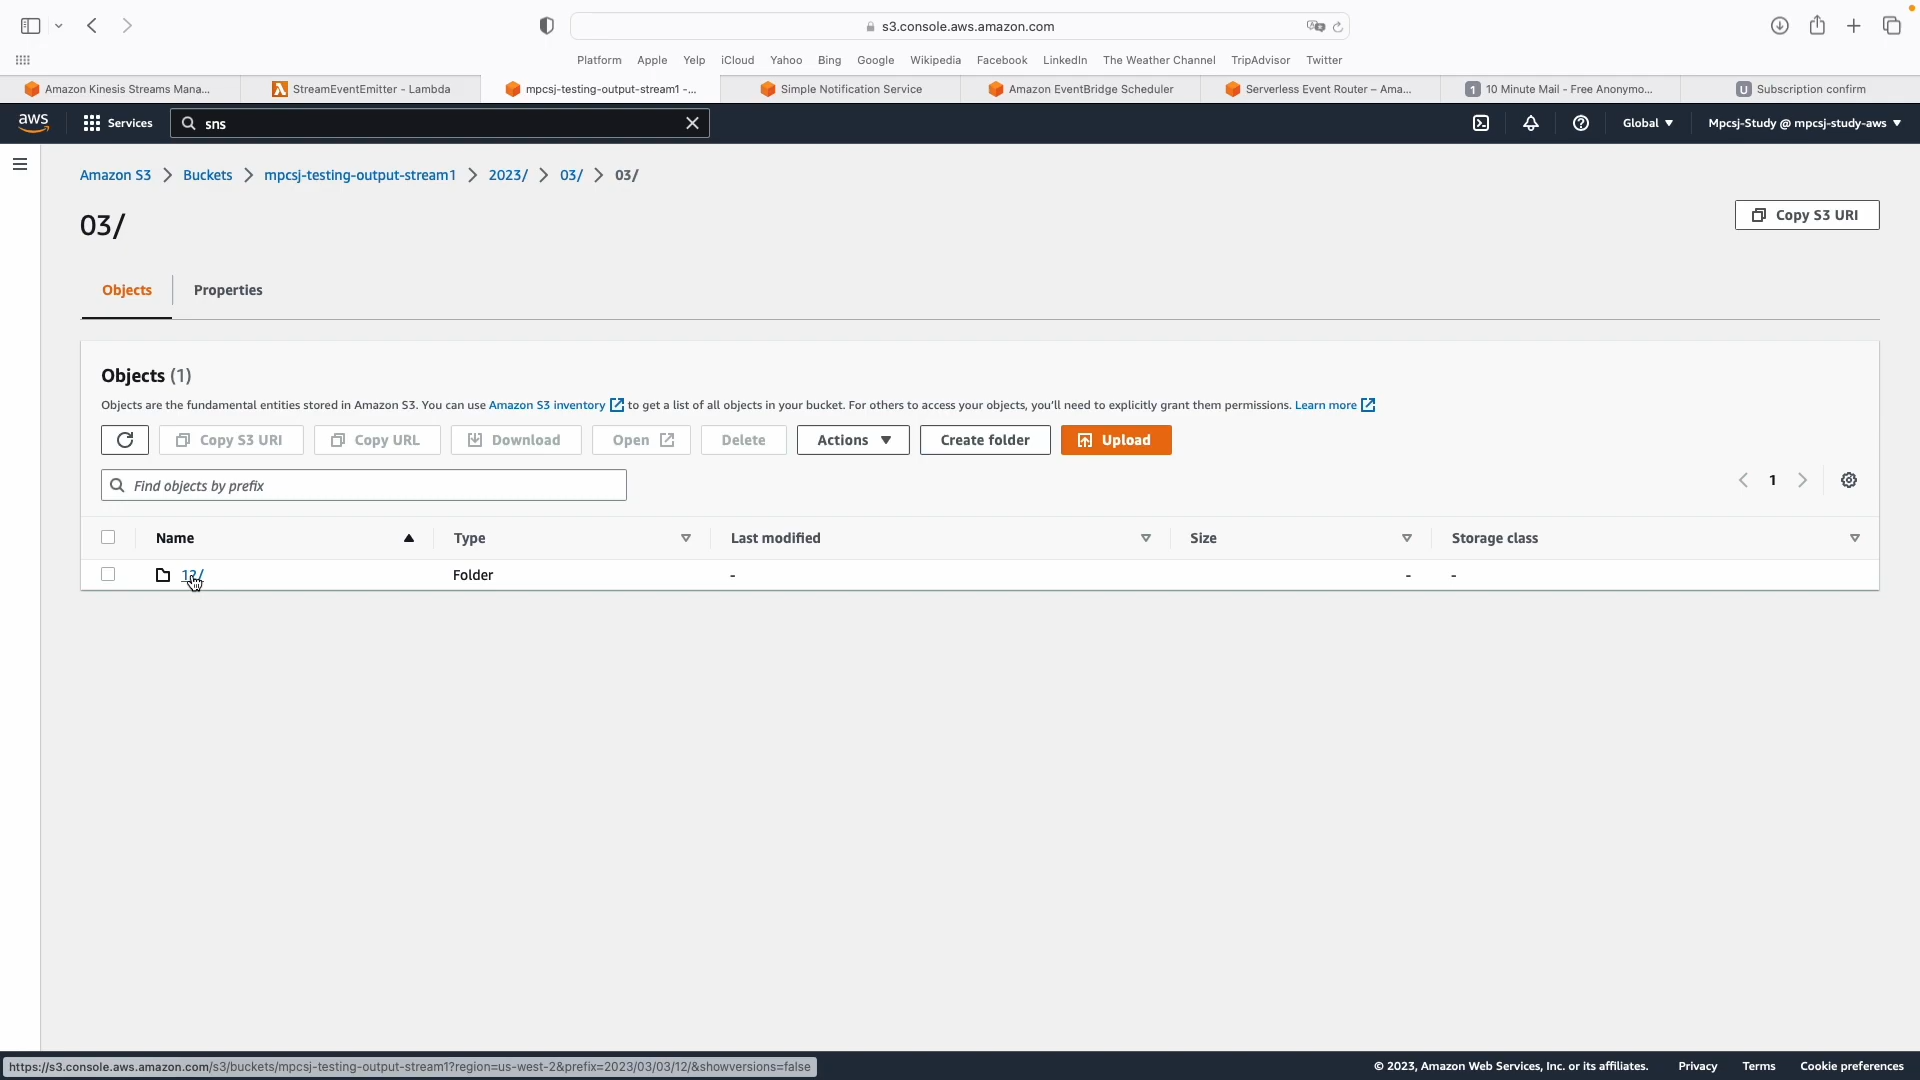 s3.console.aws.amazon.com
Platform Apple Yelp iCloud Yahoo Bing Google Wikipedia Facebook LinkedIn The Weather Channel TripAdvisor Twitter
Amazon Kinesis Streams Mana... StreamEventEmitter - Lambda mpcsj-testing-output-stream1 -... Simple Notification Service Amazon EventBridge Scheduler Serverless Event Router – Ama... 1 10 Minute Mail - Free Anonymo... U Subscription confirm
aws Services sns Global Mpcsj-Study @ mpcsj-study-aws
Amazon S3 Buckets mpcsj-testing-output-stream1 2023/ 03/ 03/
03/
Copy S3 URI
Objects Properties
Objects (1)
Objects are the fundamental entities stored in Amazon S3. You can use Amazon S3 inventory to get a list of all objects in your bucket. For others to access your objects, you'll need to explicitly grant them permissions. Learn more
Copy S3 URI Copy URL Download Open Delete Actions Create folder Upload
Find objects by prefix
1
Name Type Last modified Size Storage class
12/ Folder - - -
https://s3.console.aws.amazon.com/s3/buckets/mpcsj-testing-output-stream1?region=us-west-2&prefix=2023/03/03/12/&showversions=false
© 2023, Amazon Web Services, Inc. or its affiliates. Privacy Terms Cookie preferences